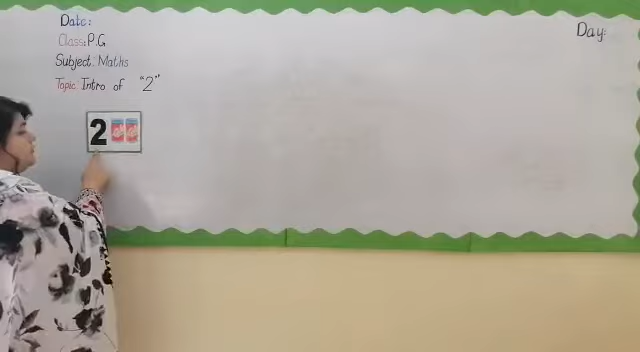 Date:
Day:
Class: P.G
Subject. Maths
Topic Intro of "2"
2